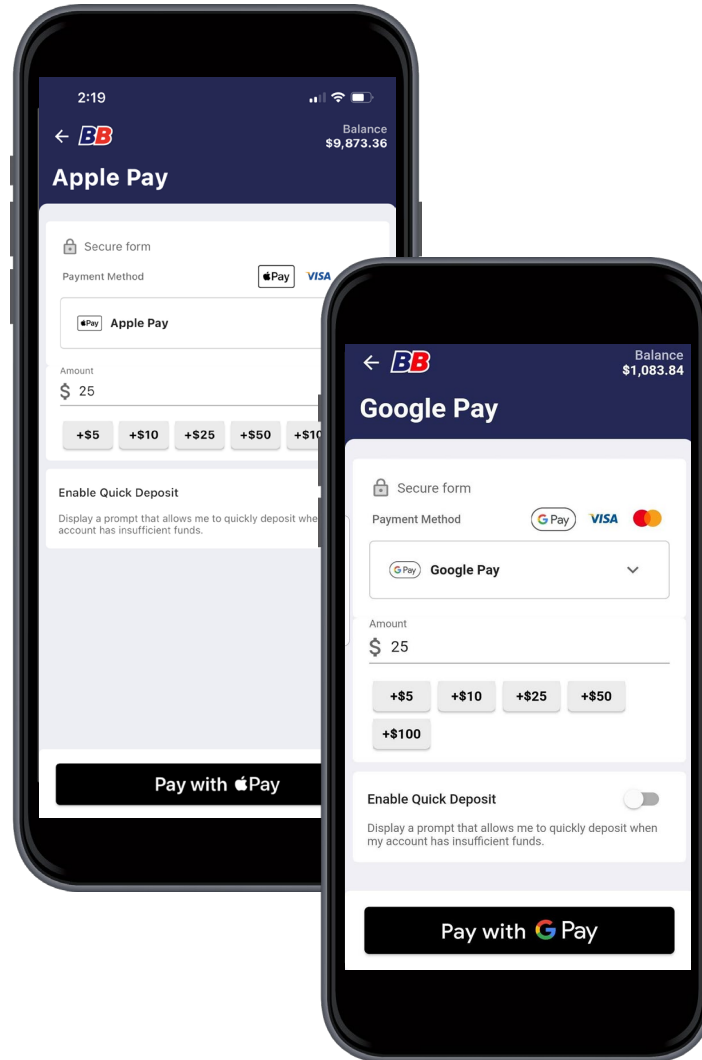 2:19
BB
Balance
$9,873.36
Apple Pay
Secure form
Payment Method
Pay VISA
Pay Apple Pay
Amount
$ 25
+$5 +$10 +$25 +$50
Enable Quick Deposit
Display a prompt that allows me to quickly deposit
account has insufficient funds.
Pay with Pay
BB
Balance
$1,083.84
Google Pay
Secure form
Payment Method
G Pay VISA
G Pay Google Pay
Amount
$ 25
+$5 +$10 +$25 +$50
+$100
Enable Quick Deposit
Display a prompt that allows me to quickly deposit when
my account has insufficient funds.
Pay with G Pay